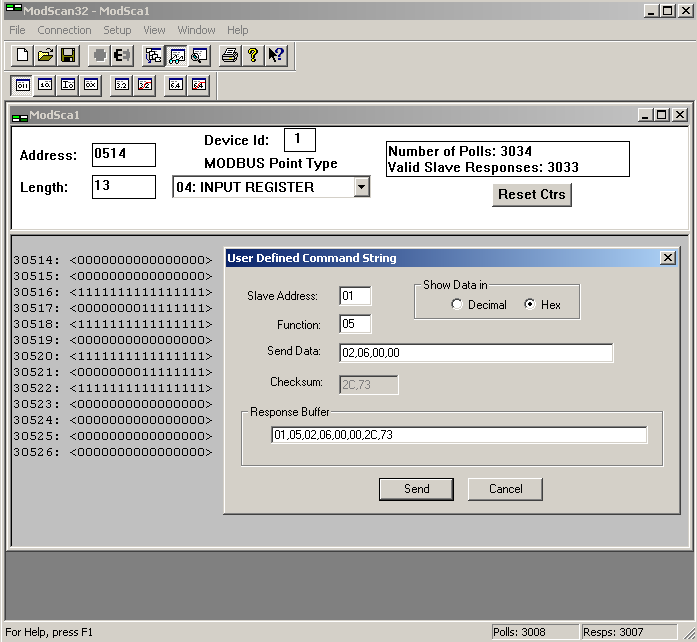 ModScan32 - ModSca1
File Connection Setup View Window Help
ModSca1
Device Id: 1
Address: 0514
MODBUS Point Type
Number of Polls: 3034
Valid Slave Responses: 3033
Length: 13
04: INPUT REGISTER
Reset Ctrs
30514: <0000000000000000>
30515: <0000000000000000>
30516: <1111111111111111>
30517: <0000000011111111>
30518: <1111111111111111>
30519: <0000000000000000>
30520: <1111111111111111>
30521: <0000000011111111>
30522: <1111111111111111>
30523: <0000000000000000>
30524: <0000000000000000>
30525: <0000000000000000>
30526: <0000000000000000>
User Defined Command String
Slave Address: 01
Show Data in
Decimal Hex
Function: 05
Send Data: 02,06,00,00
Checksum: 2C,73
Response Buffer
01,05,02,06,00,00,2C,73
Send Cancel
For Help, press F1
Polls: 3008 Resps: 3007